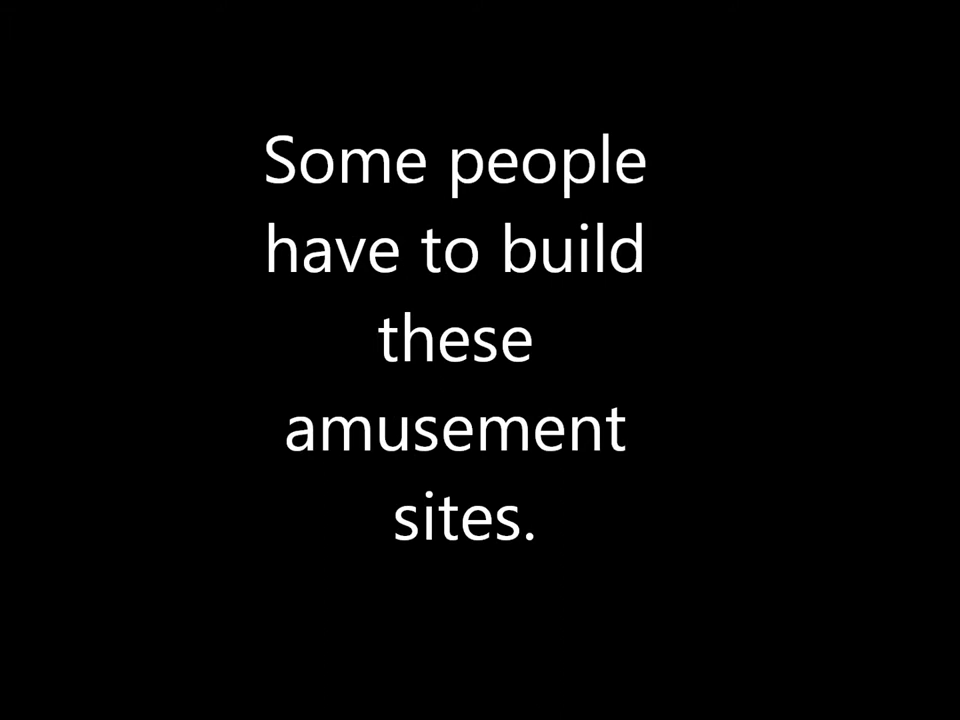 Some people
have to build
these
amusement
sites.